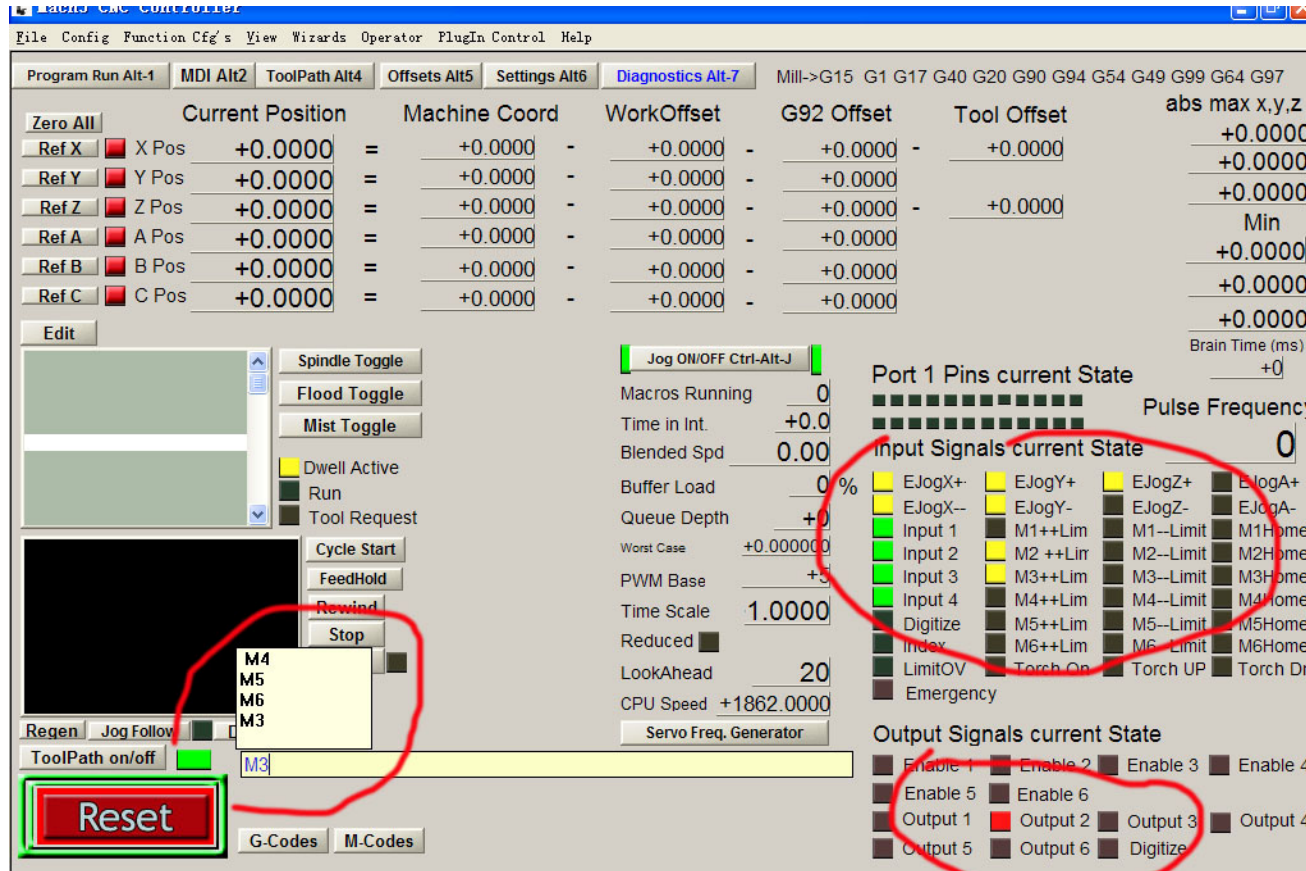 Mach3 CNC Controller
File Config Function Cfg's View Wizards Operator PlugIn Control Help
Program Run Alt-1 MDI Alt2 ToolPath Alt4 Offsets Alt5 Settings Alt6 Diagnostics Alt-7 Mill->G15 G1 G17 G40 G20 G90 G94 G54 G49 G99 G64 G97
Zero All Current Position Machine Coord WorkOffset G92 Offset Tool Offset abs max x,y,z
+0.0000
Ref X X Pos +0.0000 = +0.0000 - +0.0000 - +0.0000 - +0.0000
+0.0000
Ref Y Y Pos +0.0000 = +0.0000 - +0.0000 - +0.0000
+0.0000
Ref Z Z Pos +0.0000 = +0.0000 - +0.0000 - +0.0000 - +0.0000
Min
Ref A A Pos +0.0000 = +0.0000 - +0.0000 - +0.0000
+0.0000
Ref B B Pos +0.0000 = +0.0000 - +0.0000 - +0.0000
+0.0000
Ref C C Pos +0.0000 = +0.0000 - +0.0000 - +0.0000
+0.0000
Edit
Brain Time (ms)
+0
Spindle Toggle
Flood Toggle
Mist Toggle
Dwell Active
Run
Tool Request
Cycle Start
FeedHold
Rewind
Stop
M4
M5
M6
M3
Regen Jog Follow D
ToolPath on/off
M3
Reset
G-Codes M-Codes
Jog ON/OFF Ctrl-Alt-J
Macros Running 0
Time in Int. +0.0
Blended Spd 0.00
Buffer Load 0 %
Queue Depth +0
Worst Case +0.000000
PWM Base +5
Time Scale 1.0000
Reduced
LookAhead 20
CPU Speed +1862.0000
Servo Freq. Generator
Port 1 Pins current State
Pulse Frequency
0
Input Signals current State
EJogX+- EJogY+ EJogZ+ EJogA+
EJogX-- EJogY- EJogZ- EJogA-
Input 1 M1++Lim M1--Limit M1Home
Input 2 M2 ++Lim M2--Limit M2Home
Input 3 M3++Lim M3--Limit M3Home
Input 4 M4++Lim M4--Limit M4Home
Digitize M5++Lim M5--Limit M5Home
Index M6++Lim M6--Limit M6Home
LimitOV Torch On Torch UP Torch Dn
Emergency
Output Signals current State
Enable 1 Enable 2 Enable 3 Enable 4
Enable 5 Enable 6
Output 1 Output 2 Output 3 Output 4
Output 5 Output 6 Digitize